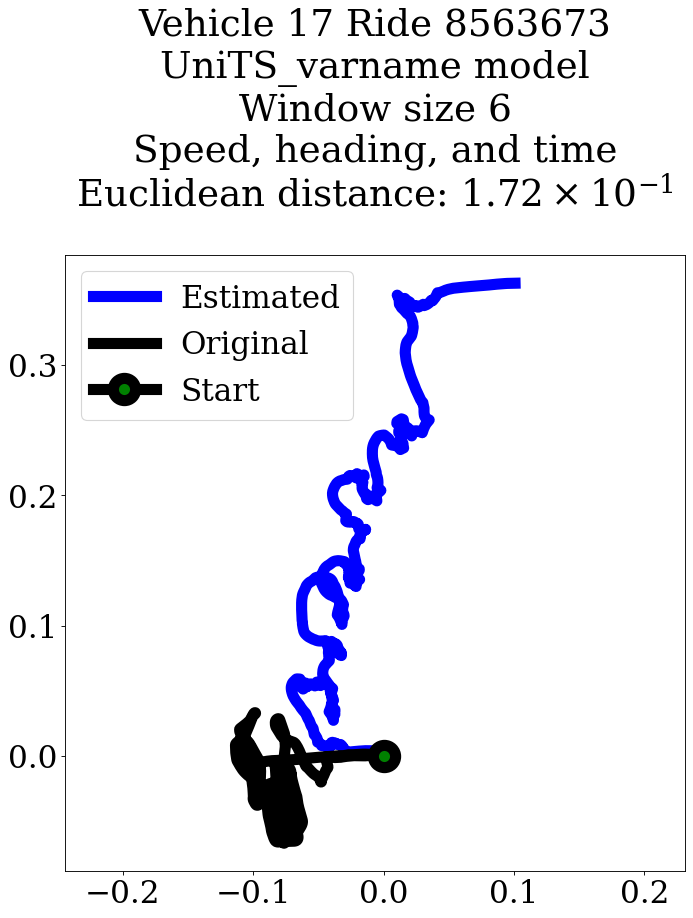 Vehicle 17 Ride 8563673
UniTS_varname model
Window size 6
Speed, heading, and time
Euclidean distance: 1.72 × 10⁻¹
Estimated
Original
Start
0.3
0.2
0.1
0.0
−0.2 −0.1 0.0 0.1 0.2